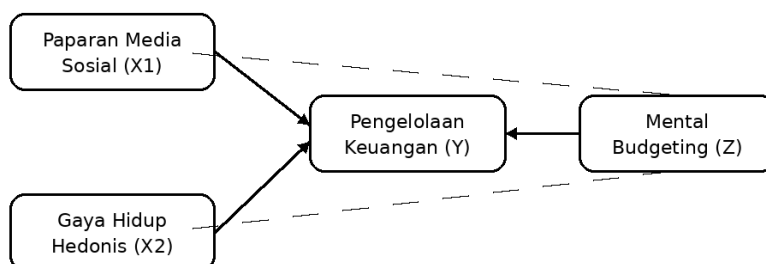 Paparan Media
Sosial (X1)
Pengelolaan
Keuangan (Y)
Mental
Budgeting (Z)
Gaya Hidup
Hedonis (X2)